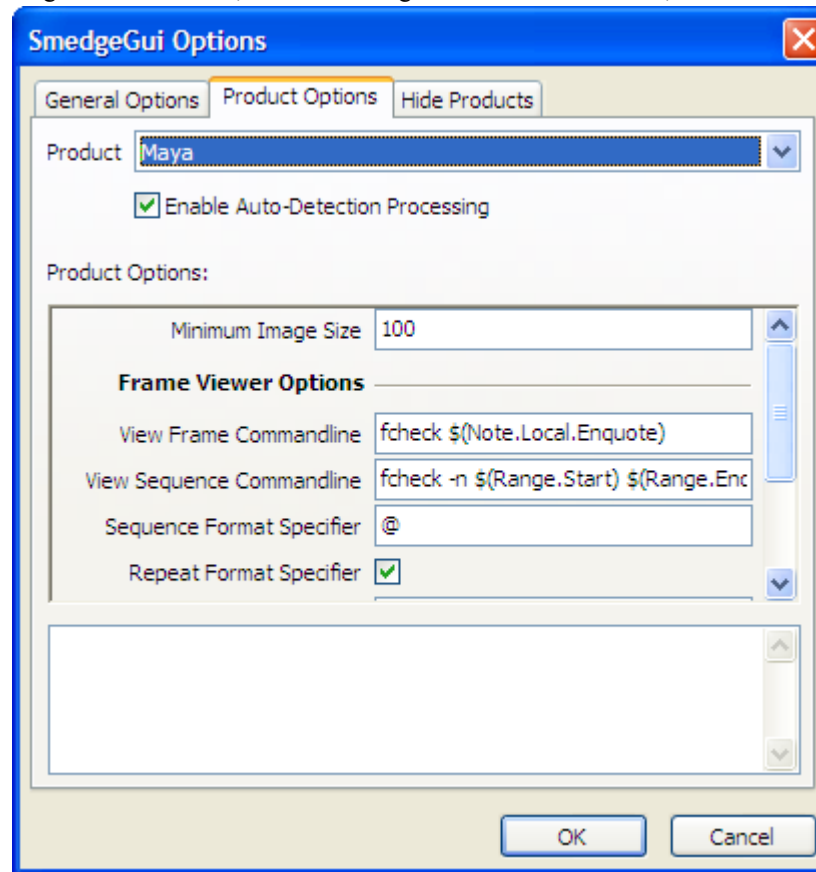 SmedgeGui Options
General Options Product Options Hide Products
Product Maya
Enable Auto-Detection Processing
Product Options:
Minimum Image Size 100
Frame Viewer Options
View Frame Commandline fcheck $(Note.Local.Enquote)
View Sequence Commandline fcheck -n $(Range.Start) $(Range.Enc
Sequence Format Specifier @
Repeat Format Specifier
OK Cancel